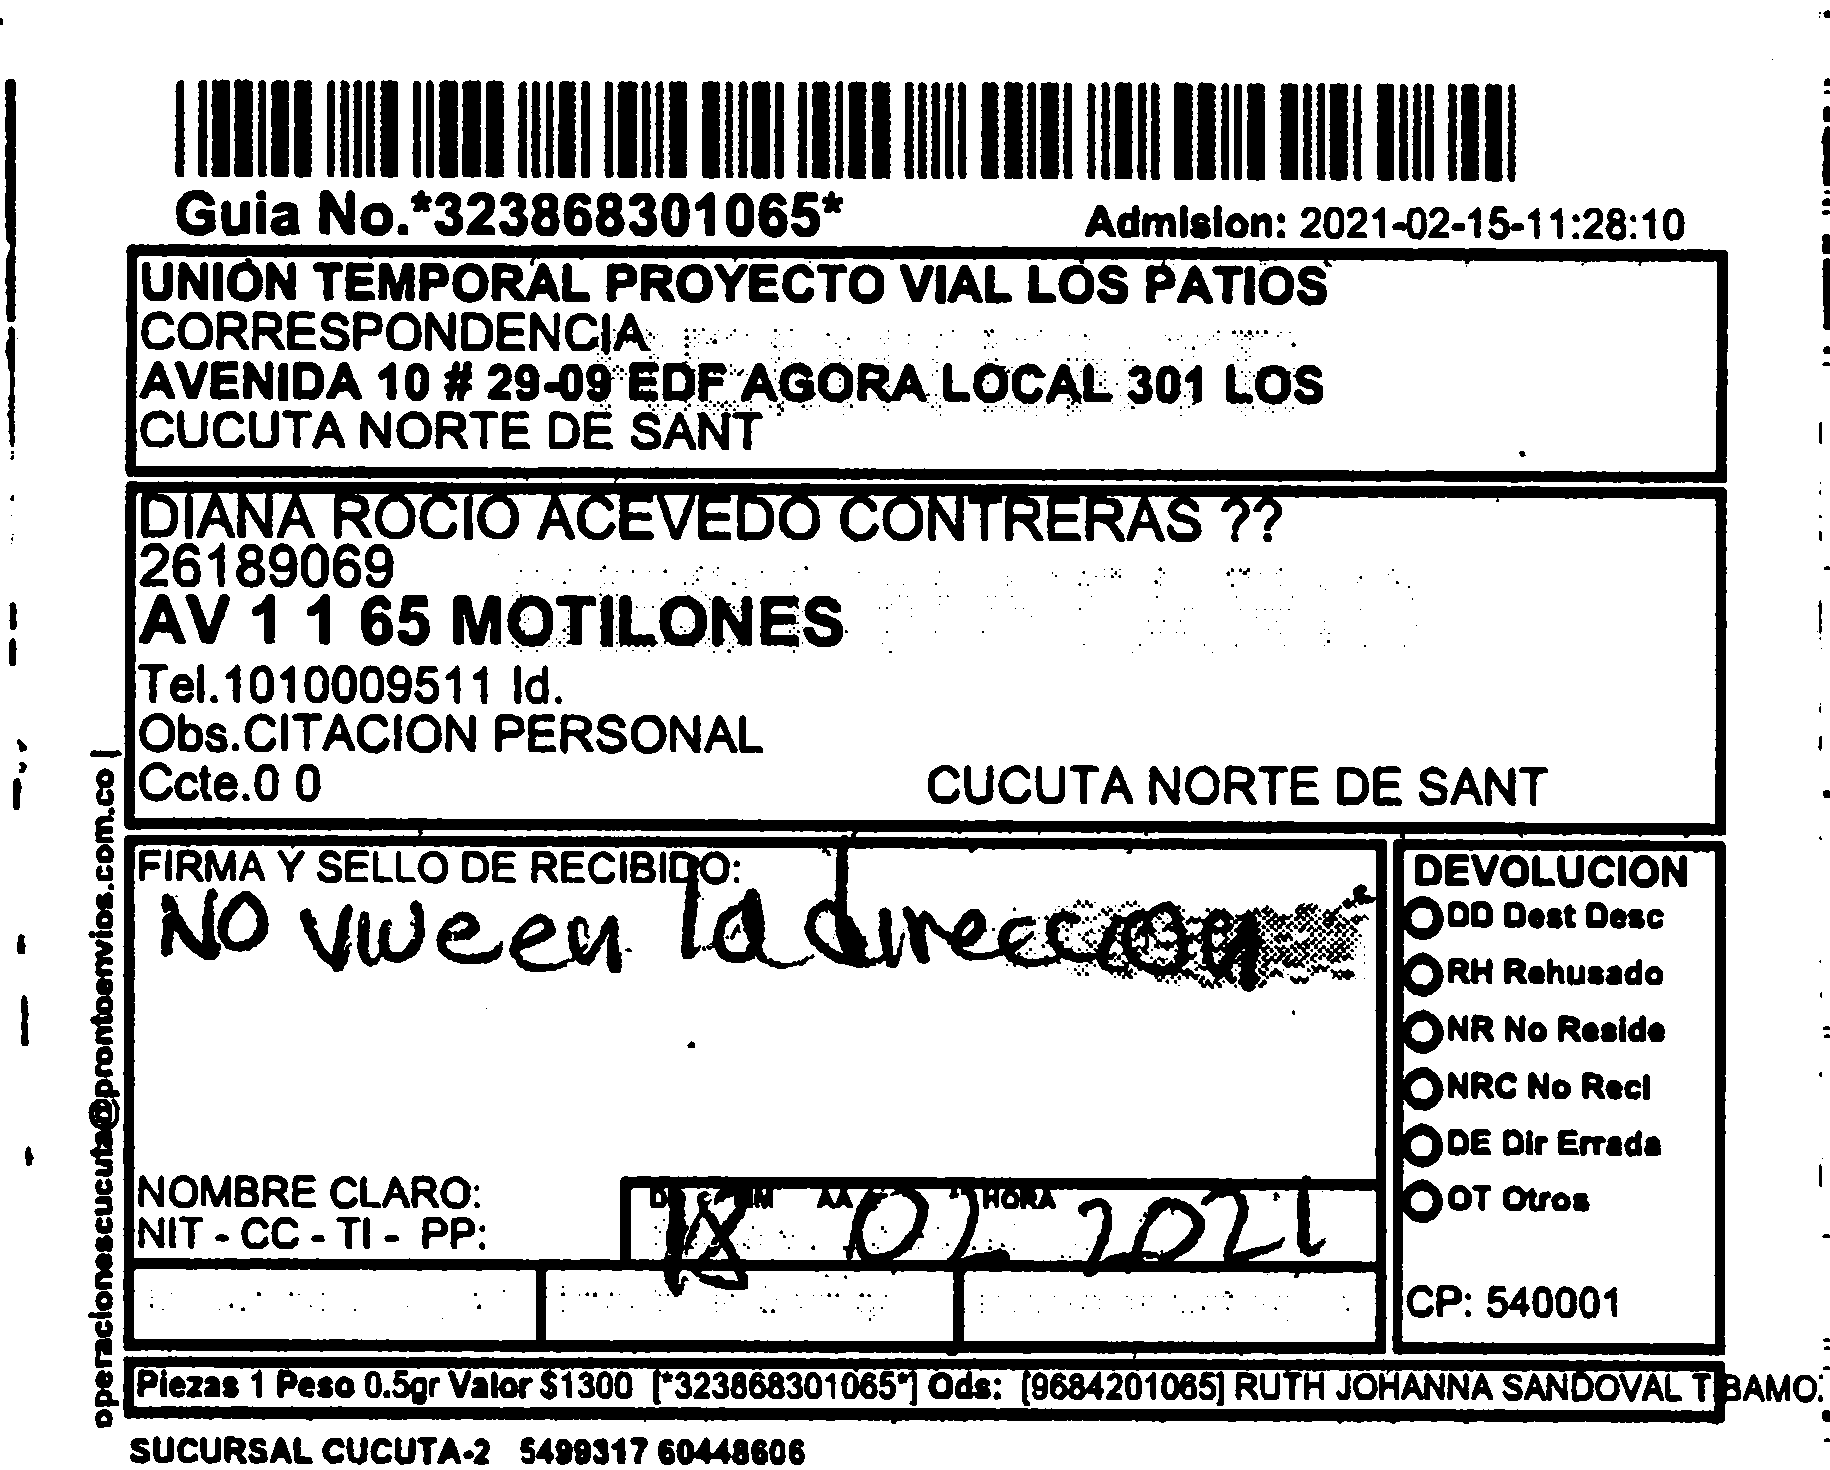 Guia No.*323868301065*
Admision: 2021-02-15-11:28:10
UNION TEMPORAL PROYECTO VIAL LOS PATIOS
CORRESPONDENCIA
AVENIDA 10 # 29-09 EDF AGORA LOCAL 301 LOS
CUCUTA NORTE DE SANT
DIANA ROCIO ACEVEDO CONTRERAS ??
26189069
AV 1 1 65 MOTILONES
Tel.1010009511 Id.
Obs.CITACION PERSONAL
Ccte.0 0
CUCUTA NORTE DE SANT
operacionescucuta@prontoenvios.com.co |
FIRMA Y SELLO DE RECIBIDO:
NO vive en la direccion
NOMBRE CLARO:
NIT - CC - TI - PP:
AA HORA
18 02 2021
DEVOLUCION
DD Dest Desc
RH Rehusado
NR No Reside
NRC No Recl
DE Dir Errada
OT Otros
CP: 540001
Piezas 1 Peso 0.5gr Valor $1300 [*323868301065*] Ods: [9684201065] RUTH JOHANNA SANDOVAL TIBAMO.
SUCURSAL CUCUTA-2 5499317 60448606